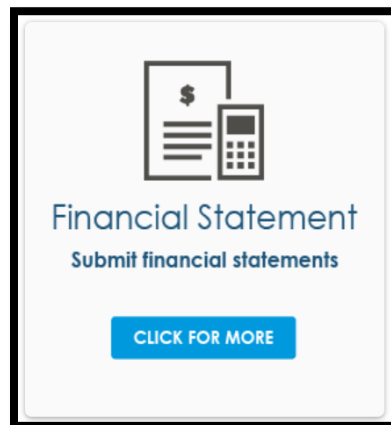 $
Financial Statement
Submit financial statements
CLICK FOR MORE